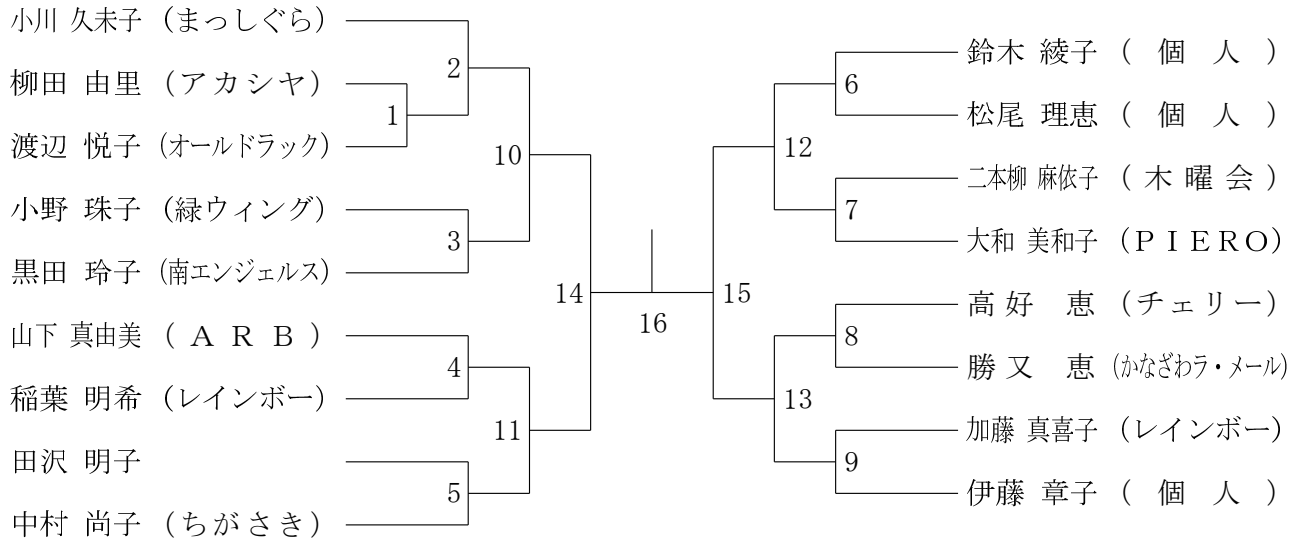 小川 久未子 (まっしぐら)
柳田 由里 (アカシヤ)
渡辺 悦子 (オールドラック)
小野 珠子 (緑ウィング)
黒田 玲子 (南エンジェルス)
山下 真由美 (ARB)
稲葉 明希 (レインボー)
田沢 明子
中村 尚子 (ちがさき)
1
2
3
4
5
10
11
14
16
15
12
13
6
7
8
9
鈴木 綾子 (個人)
松尾 理恵 (個人)
二本柳 麻依子 (木曜会)
大和 美和子 (PIERO)
高好 恵 (チェリー)
勝又 恵 (かなざわラ・メール)
加藤 真喜子 (レインボー)
伊藤 章子 (個人)